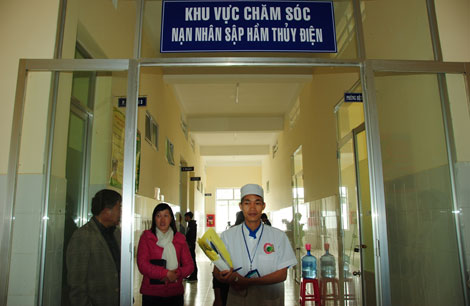 KHU VỰC CHĂM SÓC
NẠN NHÂN SẬP HẦM THỦY ĐIỆN